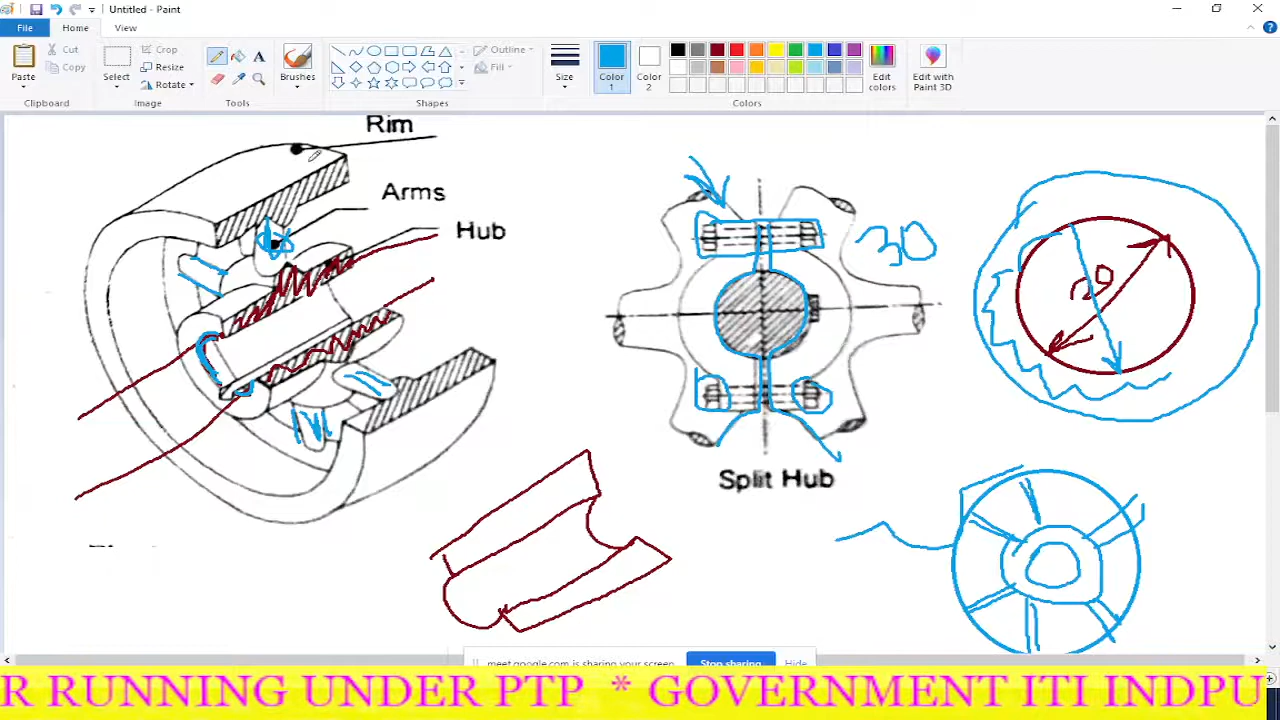 Untitled - Paint
File Home View
Paste
Cut
Copy
Clipboard
Select
Crop
Resize
Rotate
Image
A
Tools
Brushes
Outline
Fill
Shapes
Size
Color 1
Color 2
Edit colors
Colors
Edit with Paint 3D
Rim
Arms
Hub
30
20
Split Hub
meet.google.com is sharing your screen.
Stop sharing
Hide
R RUNNING UNDER PTP * GOVERNMENT ITI INDPU